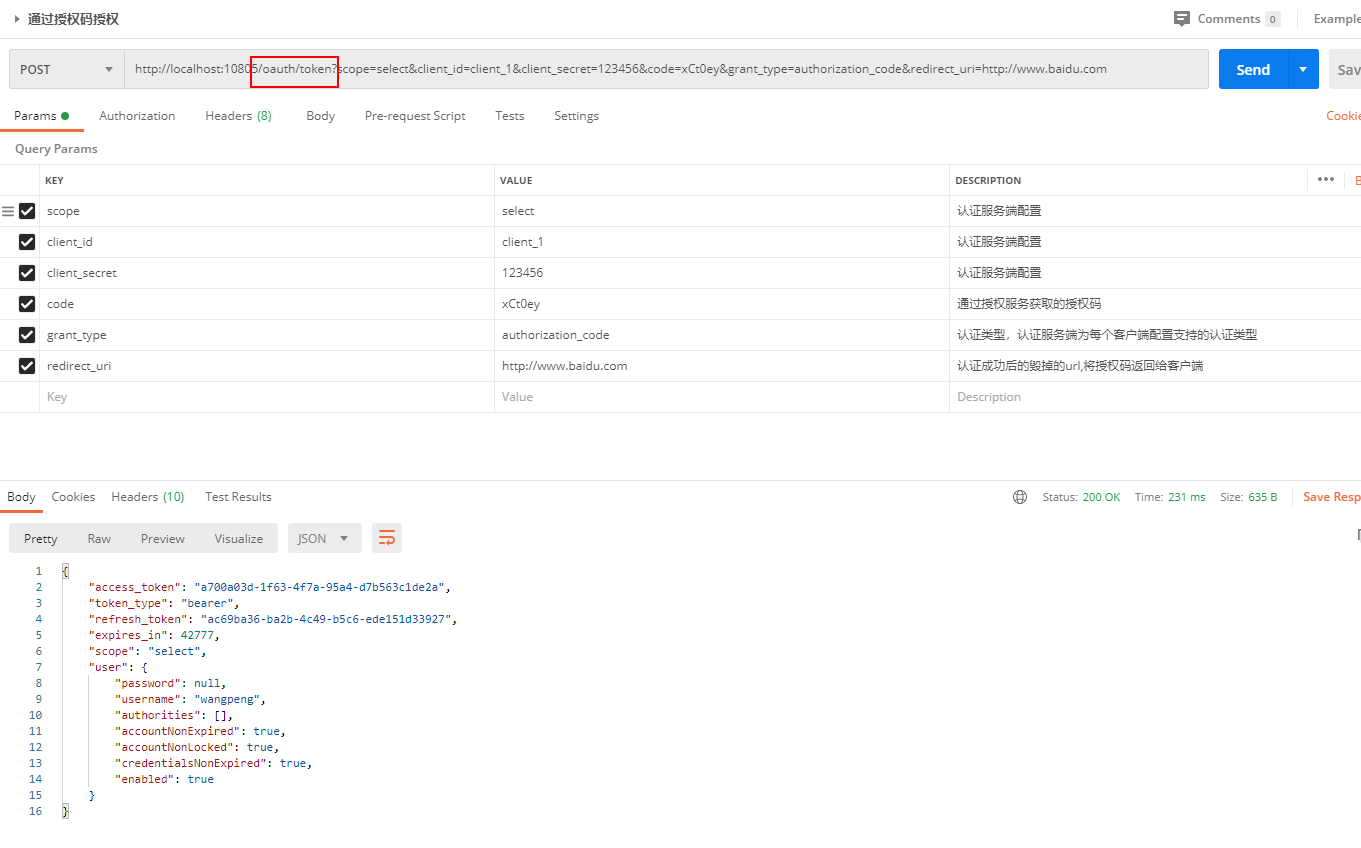 通过授权码授权 Comments 0 Example
POST http://localhost:10805/oauth/token?scope=select&client_id=client_1&client_secret=123456&code=xCt0ey&grant_type=authorization_code&redirect_uri=http://www.baidu.com Send Sav
Params Authorization Headers (8) Body Pre-request Script Tests Settings Cookie
Query Params
KEY VALUE DESCRIPTION ••• B
scope select 认证服务端配置
client_id client_1 认证服务端配置
client_secret 123456 认证服务端配置
code xCt0ey 通过授权服务获取的授权码
grant_type authorization_code 认证类型，认证服务端为每个客户端配置支持的认证类型
redirect_uri http://www.baidu.com 认证成功后的毁掉的url,将授权码返回给客户端
Key Value Description
Body Cookies Headers (10) Test Results Status: 200 OK Time: 231 ms Size: 635 B Save Resp
Pretty Raw Preview Visualize JSON
1 {
2 "access_token": "a700a03d-1f63-4f7a-95a4-d7b563c1de2a",
3 "token_type": "bearer",
4 "refresh_token": "ac69ba36-ba2b-4c49-b5c6-ede151d33927",
5 "expires_in": 42777,
6 "scope": "select",
7 "user": {
8 "password": null,
9 "username": "wangpeng",
10 "authorities": [],
11 "accountNonExpired": true,
12 "accountNonLocked": true,
13 "credentialsNonExpired": true,
14 "enabled": true
15 }
16 }